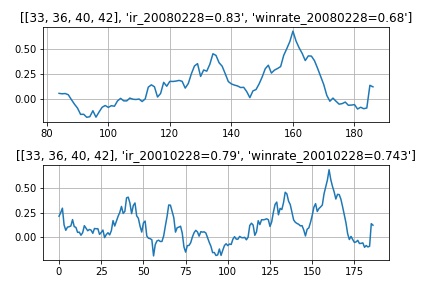 [[33, 36, 40, 42], 'ir_20080228=0.83', 'winrate_20080228=0.68']
0.50
0.25
0.00
80 100 120 140 160 180
[[33, 36, 40, 42], 'ir_20010228=0.79', 'winrate_20010228=0.743']
0.50
0.25
0.00
0 25 50 75 100 125 150 175